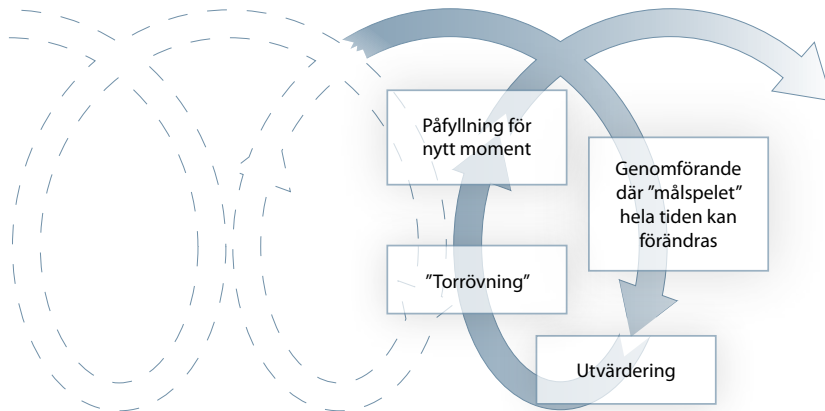 Påfyllning för
nytt moment
Genomförande
där ”målspelet”
hela tiden kan
förändras
”Torrövning”
Utvärdering